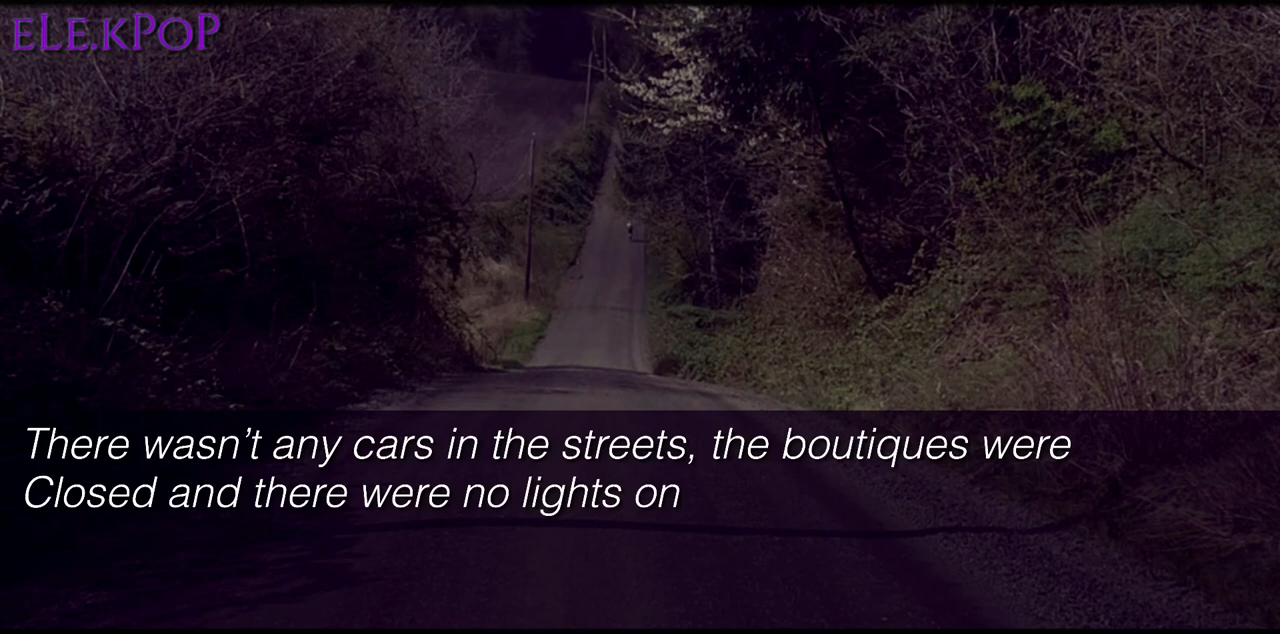 eLe.kPoP
There wasn’t any cars in the streets, the boutiques were
Closed and there were no lights on